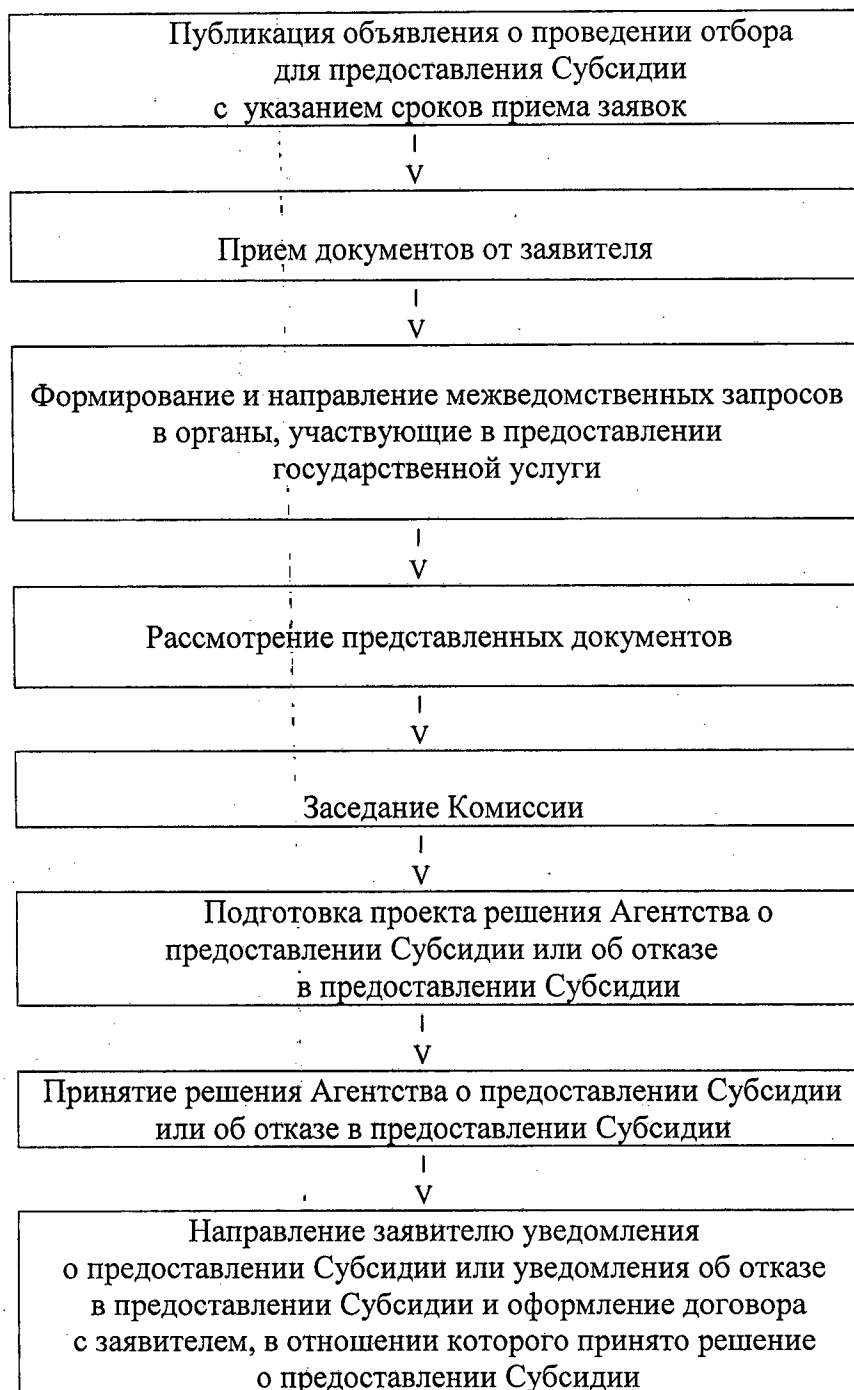 Публикация объявления о проведении отбора
для предоставления Субсидии
с указанием сроков приема заявок
V
Прием документов от заявителя
V
Формирование и направление межведомственных запросов
в органы, участвующие в предоставлении
государственной услуги
V
Рассмотрение представленных документов
V
Заседание Комиссии
V
Подготовка проекта решения Агентства о
предоставлении Субсидии или об отказе
в предоставлении Субсидии
V
Принятие решения Агентства о предоставлении Субсидии
или об отказе в предоставлении Субсидии
V
Направление заявителю уведомления
о предоставлении Субсидии или уведомления об отказе
в предоставлении Субсидии и оформление договора
с заявителем, в отношении которого принято решение
о предоставлении Субсидии